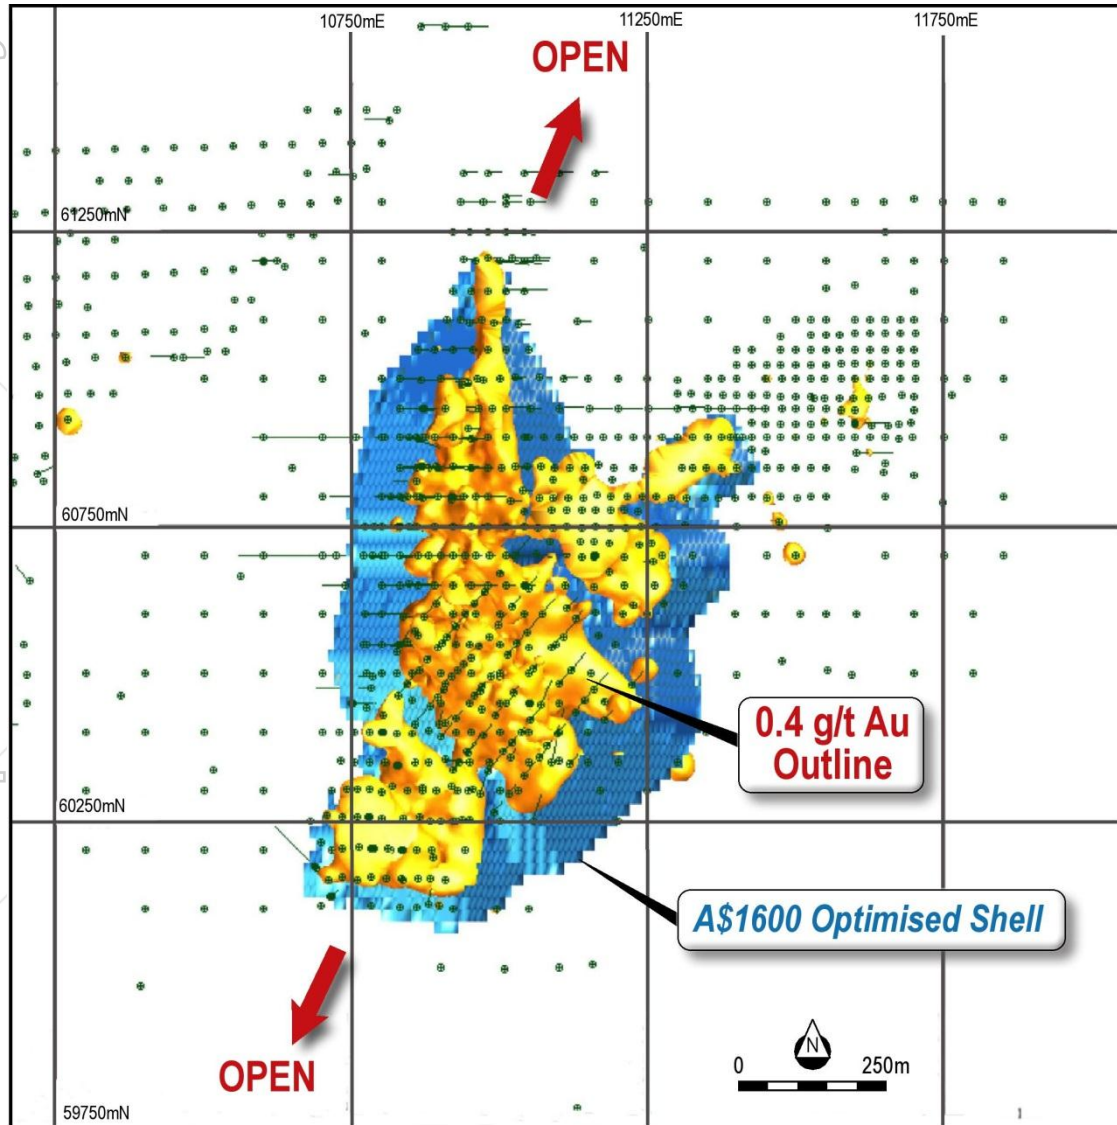 10750mE
11250mE
11750mE
OPEN
61250mN
60750mN
0.4 g/t Au
Outline
60250mN
A$1600 Optimised Shell
OPEN
N
0
250m
59750mN